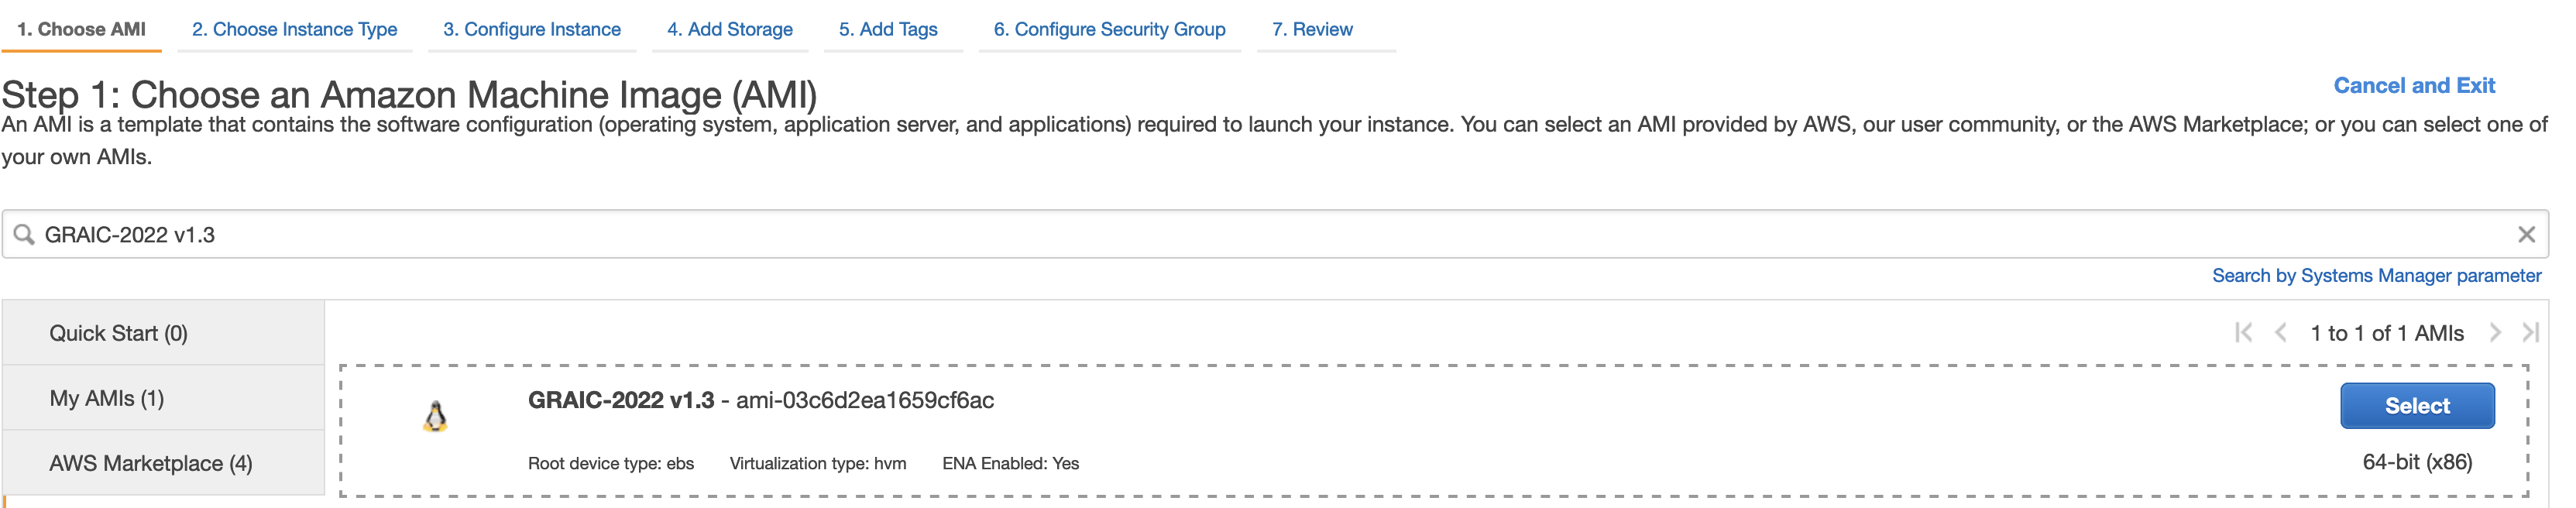 1. Choose AMI 2. Choose Instance Type 3. Configure Instance 4. Add Storage 5. Add Tags 6. Configure Security Group 7. Review
Step 1: Choose an Amazon Machine Image (AMI)
Cancel and Exit
An AMI is a template that contains the software configuration (operating system, application server, and applications) required to launch your instance. You can select an AMI provided by AWS, our user community, or the AWS Marketplace; or you can select one of
your own AMIs.
GRAIC-2022 v1.3
Search by Systems Manager parameter
Quick Start (0)
My AMIs (1)
AWS Marketplace (4)
1 to 1 of 1 AMIs
GRAIC-2022 v1.3 - ami-03c6d2ea1659cf6ac
Select
Root device type: ebs Virtualization type: hvm ENA Enabled: Yes
64-bit (x86)